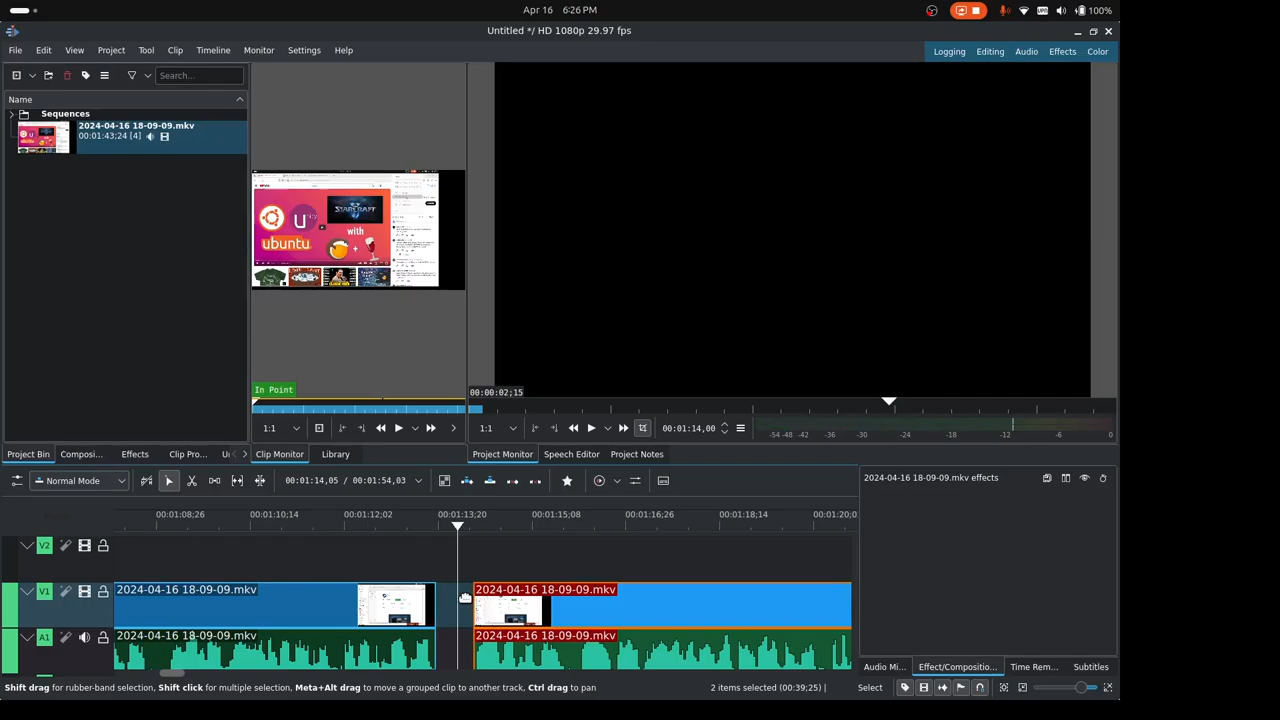 Apr 16 6:26 PM
VPN
100%
Untitled */ HD 1080p 29.97 fps
File Edit View Project Tool Clip Timeline Monitor Settings Help
Logging Editing Audio Effects Color
Search...
Name
Sequences
2024-04-16 18-09-09.mkv
00:01:43;24 [4]
STARCRAFT
with
ubuntu
In Point
00:00:02;15
1:1
1:1
00:01:14,00
-54 -48 -42 -36 -30 -24 -18 -12 -6 0
Project Bin Composi... Effects Clip Pro... Clip Monitor Library Project Monitor Speech Editor Project Notes
Normal Mode
00:01:14,05 / 00:01:54,03
2024-04-16 18-09-09.mkv effects
00:01:08;26 00:01:10;14 00:01:12;02 00:01:13;20 00:01:15;08 00:01:16;26 00:01:18;14 00:01:20;0
V2
V1
2024-04-16 18-09-09.mkv
2024-04-16 18-09-09.mkv
A1
2024-04-16 18-09-09.mkv
2024-04-16 18-09-09.mkv
Audio Mi... Effect/Compositio... Time Rem... Subtitles
Shift drag for rubber-band selection, Shift click for multiple selection, Meta+Alt drag to move a grouped clip to another track, Ctrl drag to pan
2 items selected (00:39;25) |
Select